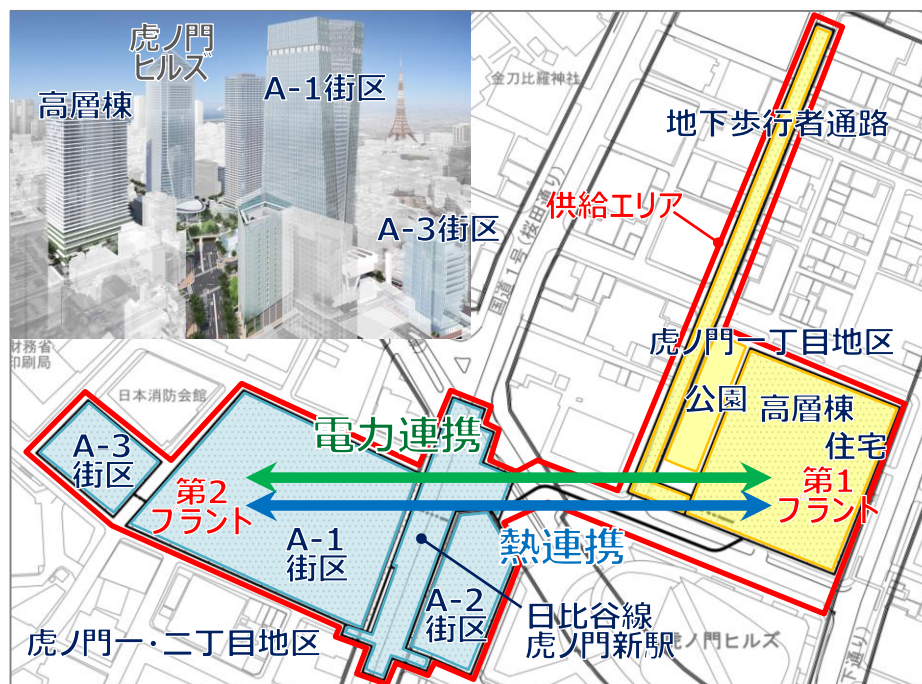 虎ノ門
ヒルズ
高層棟
A-1街区
A-3街区
金刀比羅神社
地下歩行者通路
供給エリア
国道1号(桜田通り)
虎ノ門一丁目地区
公園
高層棟
住宅
第1
プラント
財務省
印刷局
日本消防会館
電力連携
A-3
街区
第2
プラント
A-1
街区
熱連携
A-2
街区
日比谷線
虎ノ門新駅
虎ノ門一・二丁目地区
虎ノ門ヒルズ
下通り)